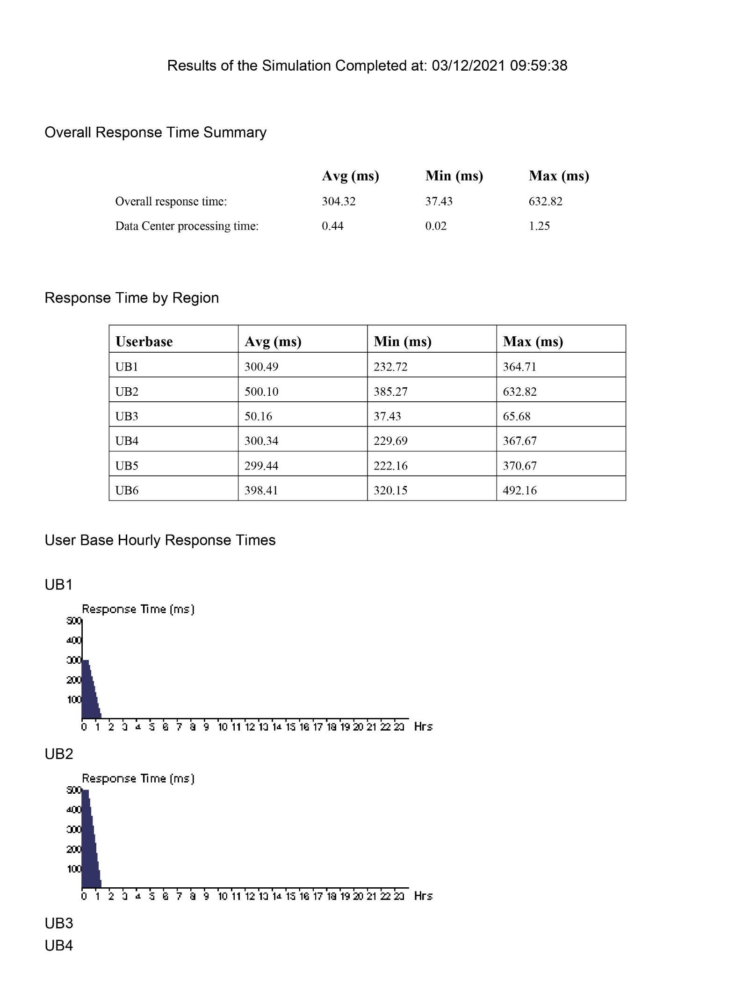 Results of the Simulation Completed at: 03/12/2021 09:59:38
Overall Response Time Summary
Avg (ms) Min (ms) Max (ms)
Overall response time: 304.32 37.43 632.82
Data Center processing time: 0.44 0.02 1.25
Response Time by Region
Userbase Avg (ms) Min (ms) Max (ms)
UB1 300.49 232.72 364.71
UB2 500.10 385.27 632.82
UB3 50.16 37.43 65.68
UB4 300.34 229.69 367.67
UB5 299.44 222.16 370.67
UB6 398.41 320.15 492.16
User Base Hourly Response Times
UB1
Response Time (ms)
500
400
300
200
100
0 1 2 3 4 5 6 7 8 9 10 11 12 13 14 15 16 17 18 19 20 21 22 23 Hrs
UB2
Response Time (ms)
500
400
300
200
100
0 1 2 3 4 5 6 7 8 9 10 11 12 13 14 15 16 17 18 19 20 21 22 23 Hrs
UB3
UB4